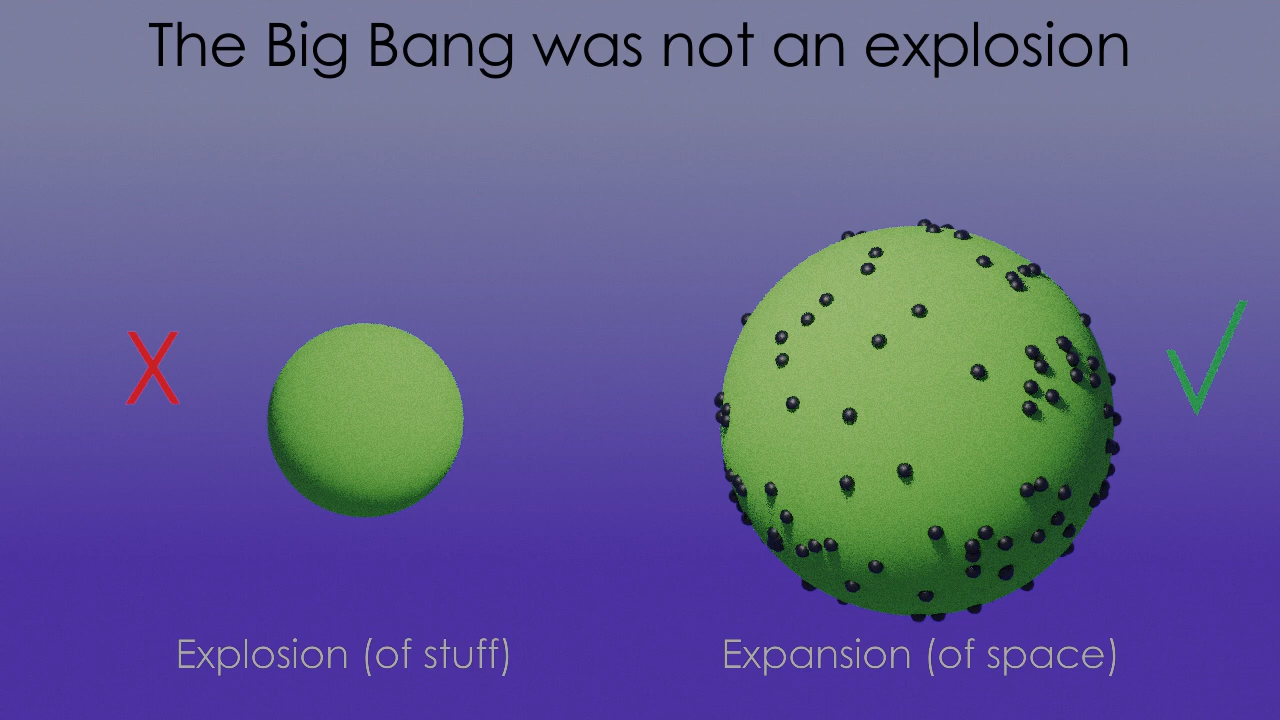 The Big Bang was not an explosion
X
Explosion (of stuff)
Expansion (of space)